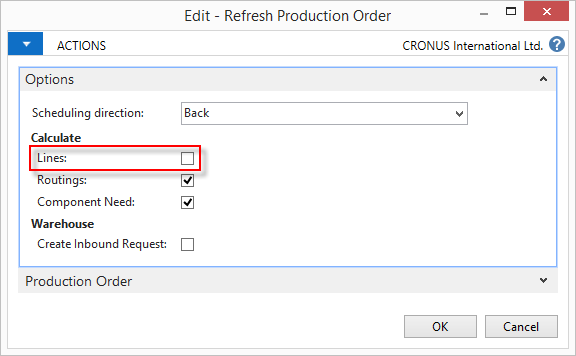 Edit - Refresh Production Order
ACTIONS
CRONUS International Ltd.
?
Options
Scheduling direction: Back
Calculate
Lines:
Routings:
Component Need:
Warehouse
Create Inbound Request:
Production Order
OK
Cancel